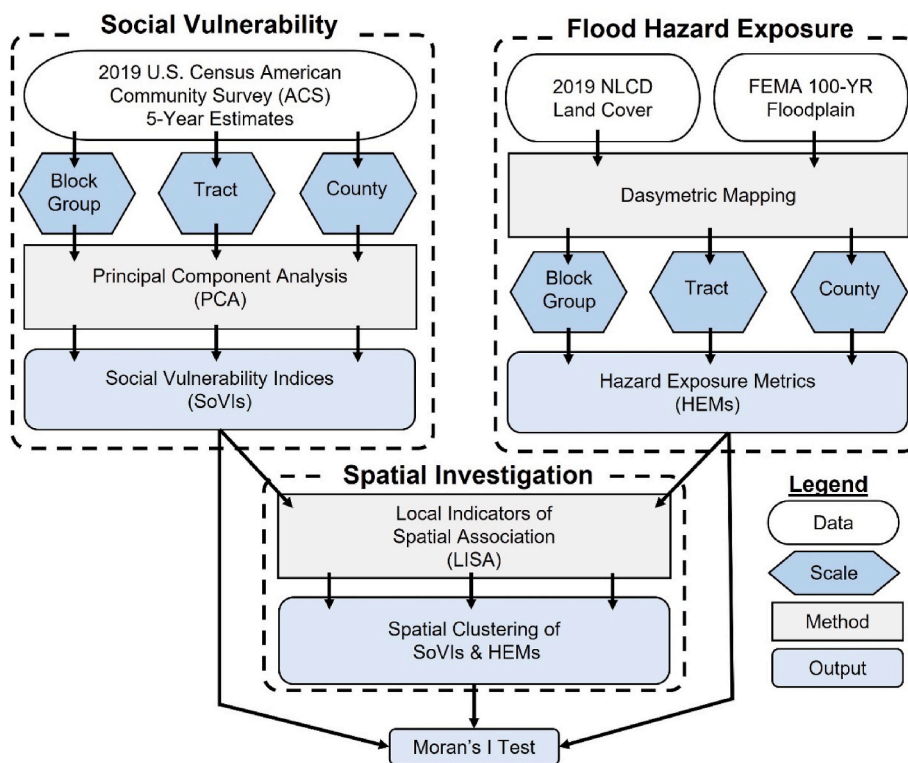 Social Vulnerability
2019 U.S. Census American
Community Survey (ACS)
5-Year Estimates
Block
Group
Tract
County
Principal Component Analysis
(PCA)
Social Vulnerability Indices
(SoVIs)
Flood Hazard Exposure
2019 NLCD
Land Cover
FEMA 100-YR
Floodplain
Dasymetric Mapping
Block
Group
Tract
County
Hazard Exposure Metrics
(HEMs)
Spatial Investigation
Local Indicators of
Spatial Association
(LISA)
Spatial Clustering of
SoVIs & HEMs
Moran's I Test
Legend
Data
Scale
Method
Output